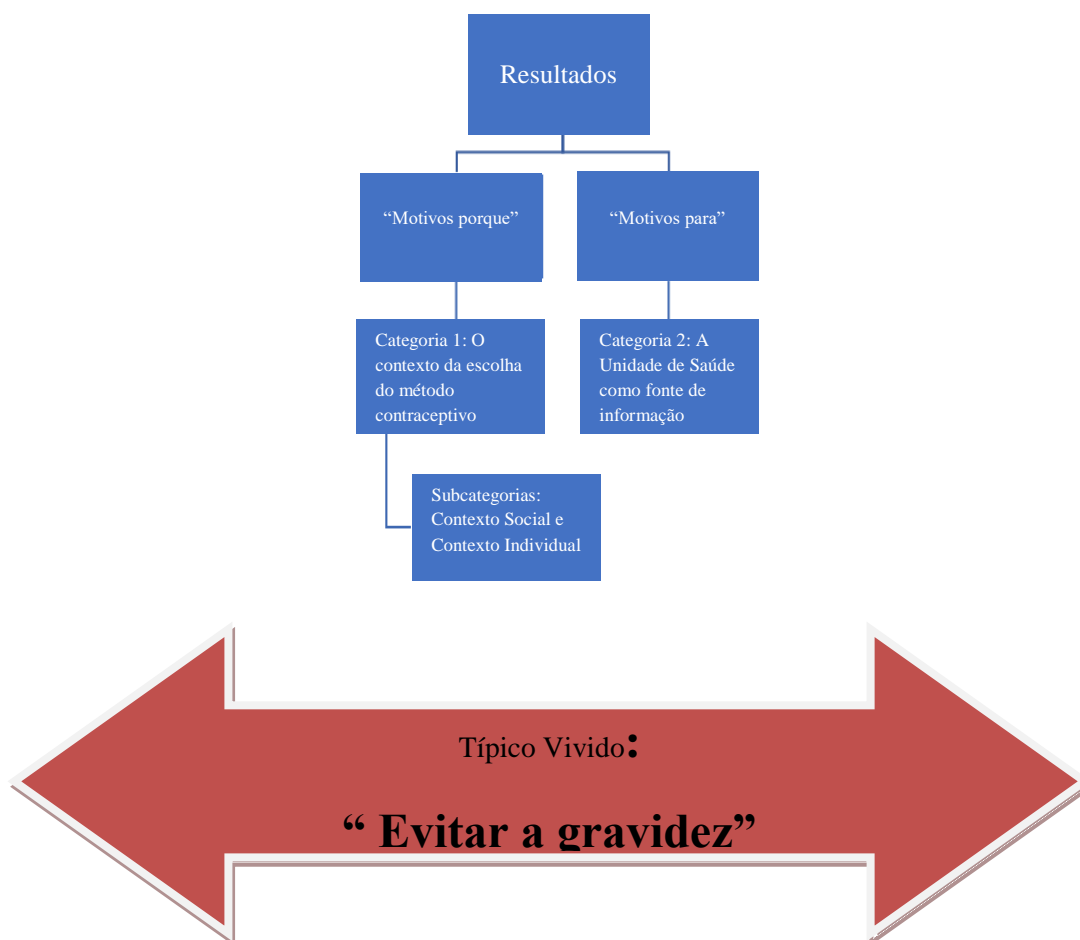 Resultados
“Motivos porque”
“Motivos para”
Categoria 1: O
contexto da escolha
do método
contraceptivo
Categoria 2: A
Unidade de Saúde
como fonte de
informação
Subcategorias:
Contexto Social e
Contexto Individual
Típico Vivido:
“ Evitar a gravidez”